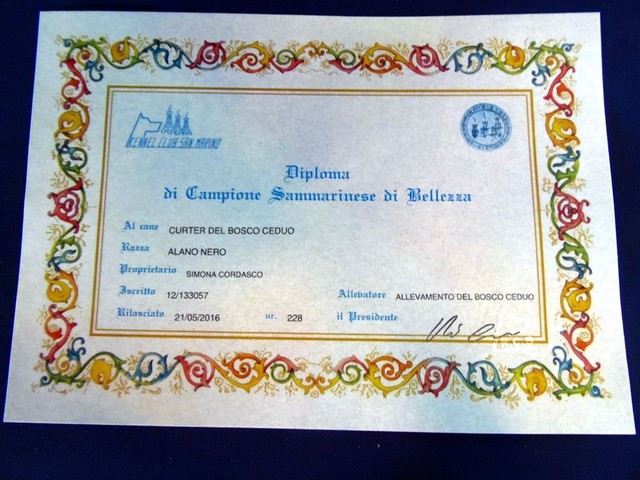 KENNEL CLUB SAN MARINO
Diploma
di Campione Sammarinese di Bellezza
Al cane CURTER DEL BOSCO CEDUO
Razza ALANO NERO
Proprietario SIMONA CORDASCO
Iscritto 12/133057 Allevatore ALLEVAMENTO DEL BOSCO CEDUO
Rilasciato 21/05/2016 nr. 228 il Presidente